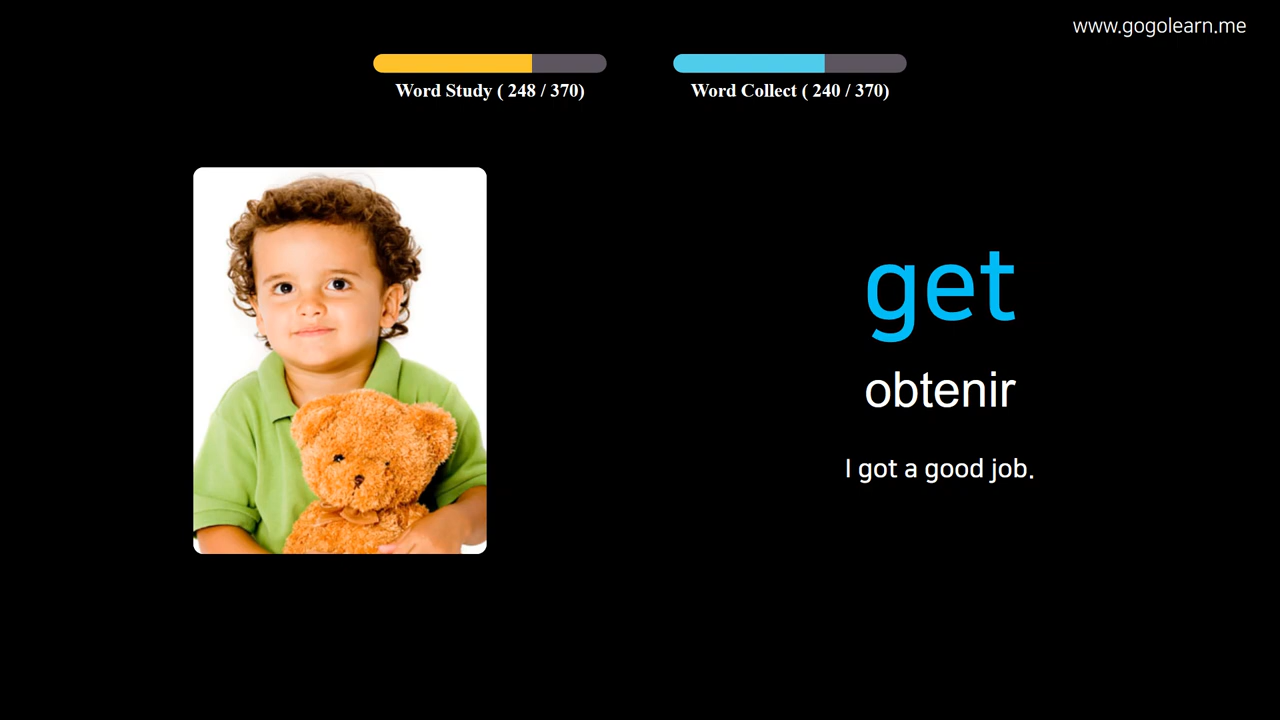 www.gogolearn.me
Word Study ( 248 / 370)
Word Collect ( 240 / 370)
get
obtenir
I got a good job.